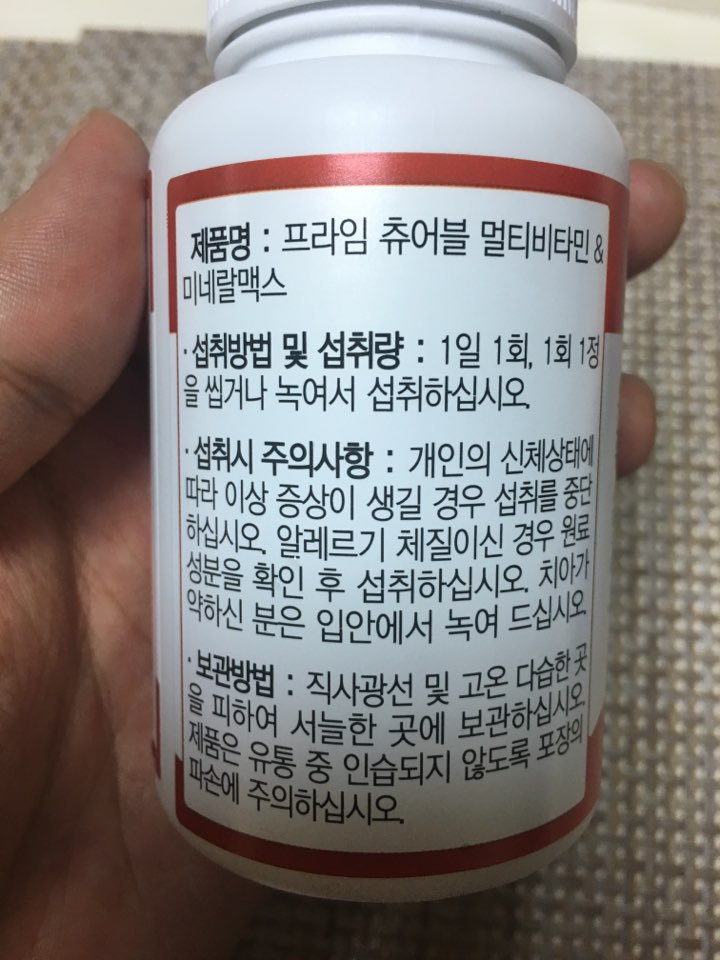 제품명 : 프라임 츄어블 멀티비타민 &
미네랄맥스
· 섭취방법 및 섭취량 : 1일 1회, 1회 1정
을 씹거나 녹여서 섭취하십시오.
· 섭취시 주의사항 : 개인의 신체상태에
따라 이상 증상이 생길 경우 섭취를 중단
하십시오. 알레르기 체질이신 경우 원료
성분을 확인 후 섭취하십시오. 치아가
약하신 분은 입안에서 녹여 드십시오.
· 보관방법 : 직사광선 및 고온 다습한 곳
을 피하여 서늘한 곳에 보관하십시오.
제품은 유통 중 인습되지 않도록 포장의
파손에 주의하십시오.